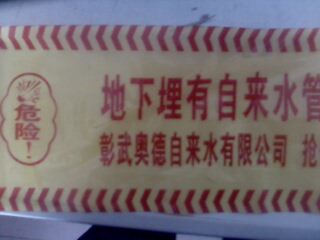 危险！
地下埋有自来水管
彰武奥德自来水有限公司 抢